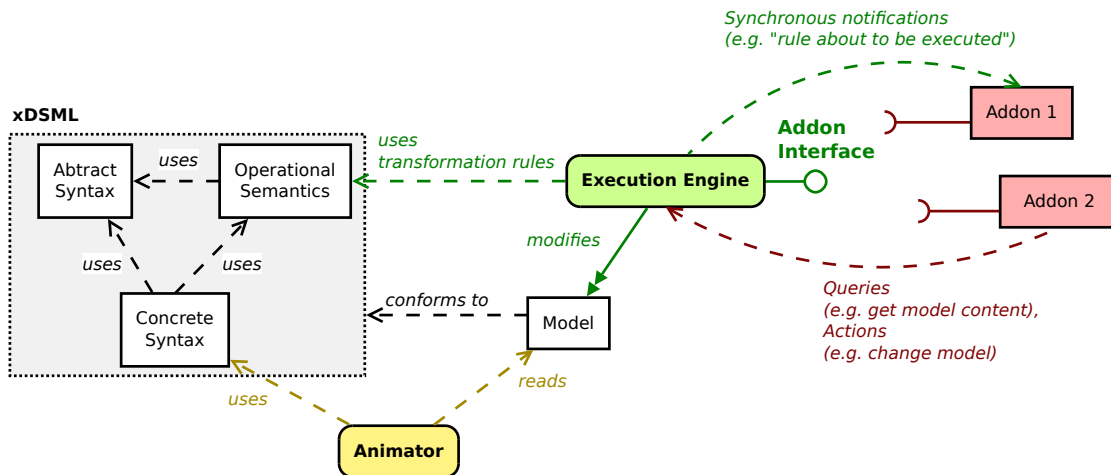 Synchronous notifications
(e.g. "rule about to be executed")
xDSML
Addon 1
Addon
Interface
uses
transformation rules
Abtract
Syntax
uses
Operational
Semantics
Execution Engine
Addon 2
modifies
uses
uses
Queries
(e.g. get model content),
Actions
(e.g. change model)
conforms to
Concrete
Syntax
Model
uses
reads
Animator